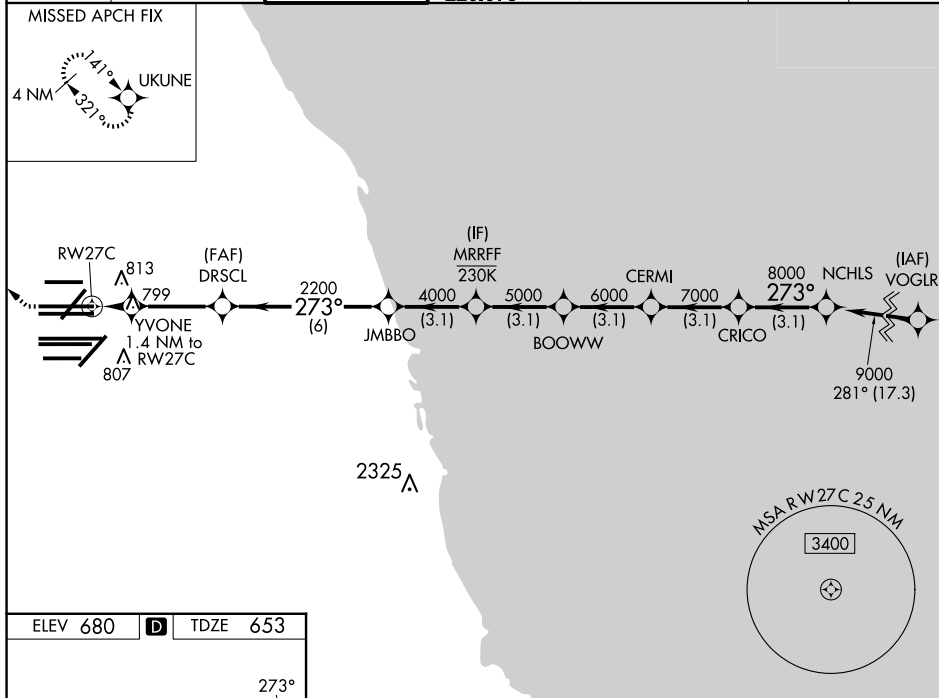 MISSED APCH FIX
141°
UKUNE
4 NM
321°
(IF)
MRRFF
230K
RW27C
813
(FAF)
DRSCL
799
2200
273°
(6)
4000
(3.1)
5000
(3.1)
CERMI
6000
(3.1)
7000
(3.1)
8000
273°
(3.1)
NCHLS
(IAF)
VOGLR
YVONE
1.4 NM to
RW27C
JMBBO
BOOWW
CRICO
807
9000
281° (17.3)
2325
MSA RW27C 25 NM
3400
ELEV 680 D TDZE 653
273°